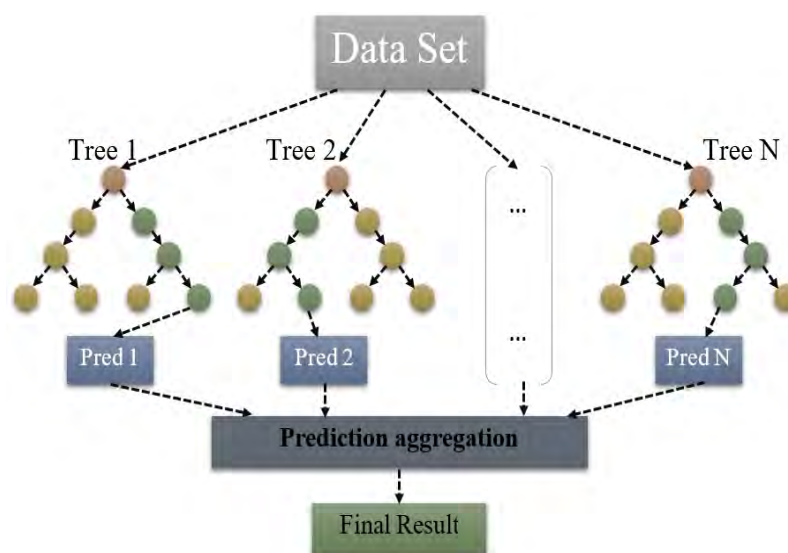 Data Set
Tree 1
Tree 2
Tree N
...
...
Pred 1
Pred 2
Pred N
Prediction aggregation
Final Result